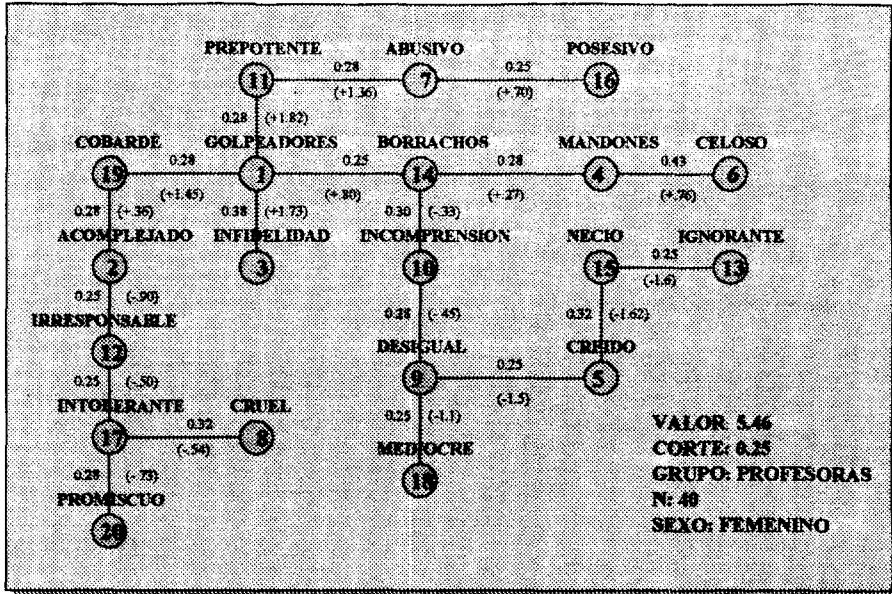 PREPOTENTE ABUSIVO POSESIVO
0.28 0.25
11 7 16
(+1.36) (+.70)
0.28 (+1.82)
COBARDE GOLPEADORES BORRACHOS MANDONES CELOSO
0.28 0.25 0.28 0.43
19 1 14 4 6
(+1.45) (+.80) (+.27) (+.76)
0.28 (+.36) 0.38 (+1.73) 0.30 (-.33)
ACOMPLEJADO INFIDELIDAD INCOMPRENSION NECIO IGNORANTE
0.25
2 3 10 15 13
(-1.6)
0.25 (-.90) 0.28 (-.45) 0.32 (-1.62)
IRRESPONSABLE
12
DESIGUAL CREIDO
0.25
9 5
(-1.5)
0.25 (-.50)
INTOBERANTE CRUEL
0.32
17 8
(-.54)
0.25 (-1.1)
MEDIOCRE
18
0.28 (-.73)
PROMISCUO
20
VALOR 5.46
CORTE: 0.25
GRUPO: PROFESORAS
N: 40
SEXO: FEMENINO